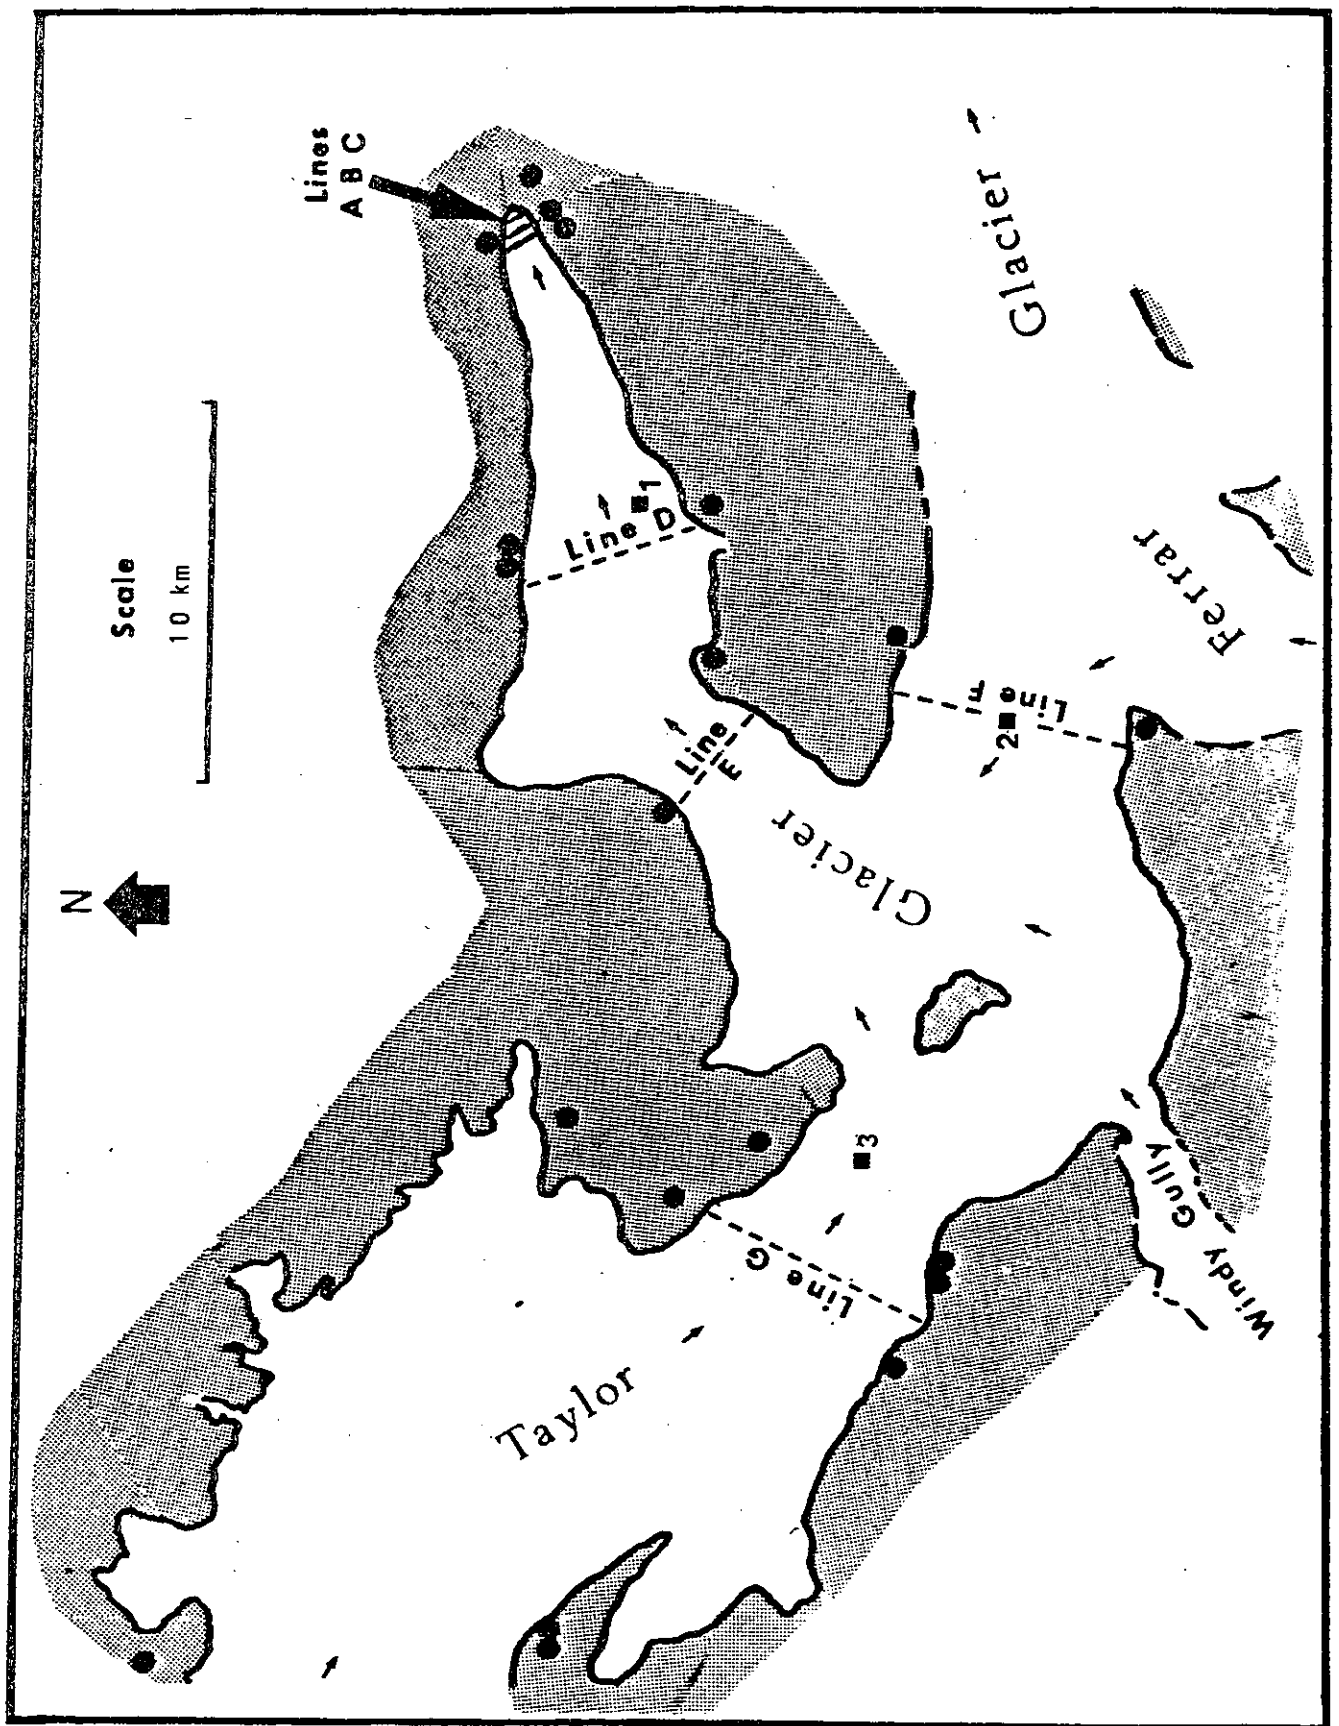 N
Scale
10 km
Lines
A B C
Line D
1
Line
E
Line F
2
Line G
3
Taylor
Glacier
Windy Gully
Ferrar
Glacier